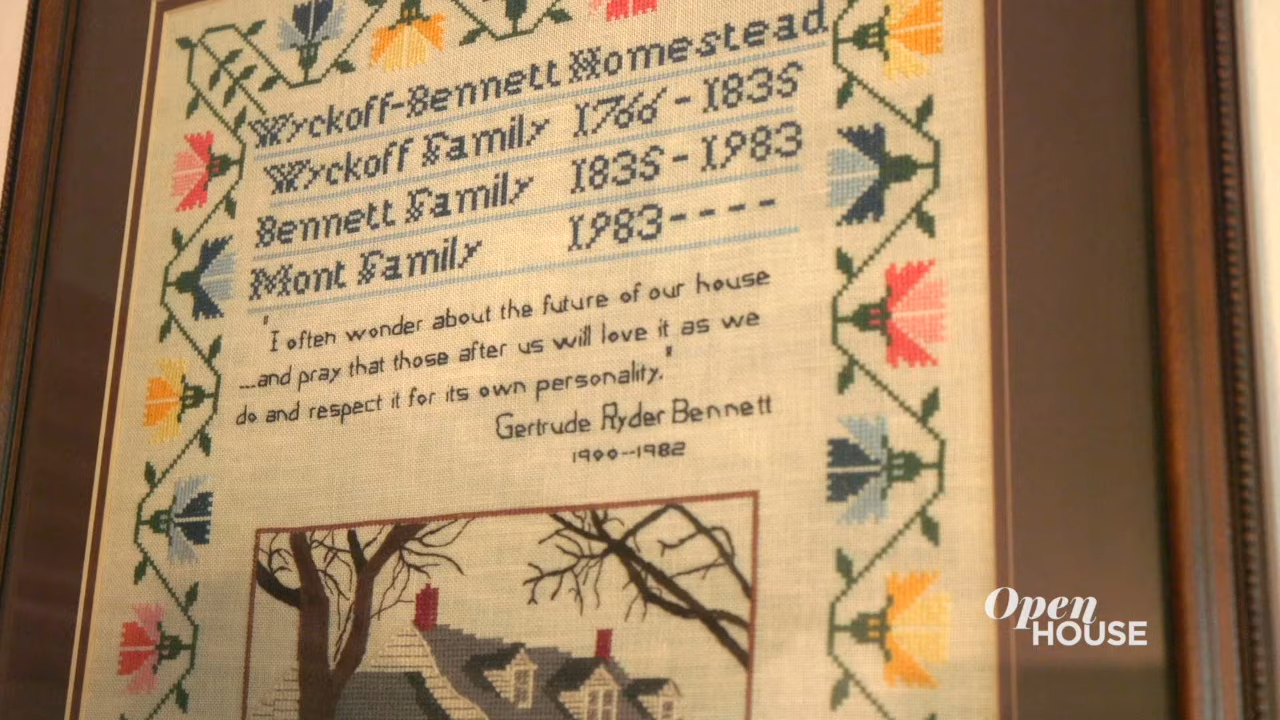 Wyckoff-Bennett Homestead
Wyckoff Family 1766-1835
Bennett Family 1835-1983
Mont Family 1983----
"I often wonder about the future of our house
...and pray that those after us will love it as we
do and respect it for its own personality."
Gertrude Ryder Bennett
1900--1982
Open
HOUSE